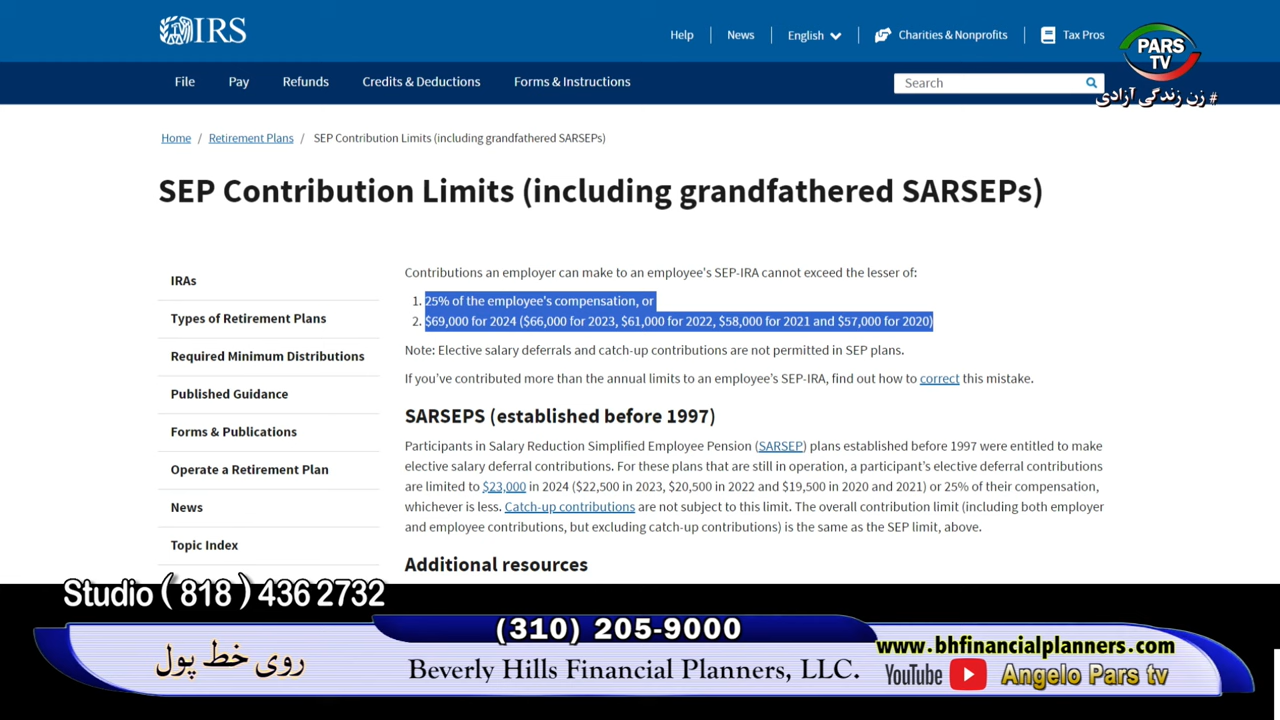 IRS
Help
News
English
Charities & Nonprofits
Tax Pros
PARS
TV
# زن زندگی آزادی
File
Pay
Refunds
Credits & Deductions
Forms & Instructions
Search
Home / Retirement Plans / SEP Contribution Limits (including grandfathered SARSEPs)
SEP Contribution Limits (including grandfathered SARSEPs)
IRAs
Types of Retirement Plans
Required Minimum Distributions
Published Guidance
Forms & Publications
Operate a Retirement Plan
News
Topic Index
Contributions an employer can make to an employee's SEP-IRA cannot exceed the lesser of:
1. 25% of the employee's compensation, or
2. $69,000 for 2024 ($66,000 for 2023, $61,000 for 2022, $58,000 for 2021 and $57,000 for 2020)
Note: Elective salary deferrals and catch-up contributions are not permitted in SEP plans.
If you've contributed more than the annual limits to an employee's SEP-IRA, find out how to correct this mistake.
SARSEPS (established before 1997)
Participants in Salary Reduction Simplified Employee Pension (SARSEP) plans established before 1997 were entitled to make
elective salary deferral contributions. For these plans that are still in operation, a participant's elective deferral contributions
are limited to $23,000 in 2024 ($22,500 in 2023, $20,500 in 2022 and $19,500 in 2020 and 2021) or 25% of their compensation,
whichever is less. Catch-up contributions are not subject to this limit. The overall contribution limit (including both employer
and employee contributions, but excluding catch-up contributions) is the same as the SEP limit, above.
Additional resources
Studio (818) 436 2732
(310) 205-9000
روی خط پول
Beverly Hills Financial Planners, LLC.
www.bhfinancialplanners.com
YouTube Angelo Pars tv